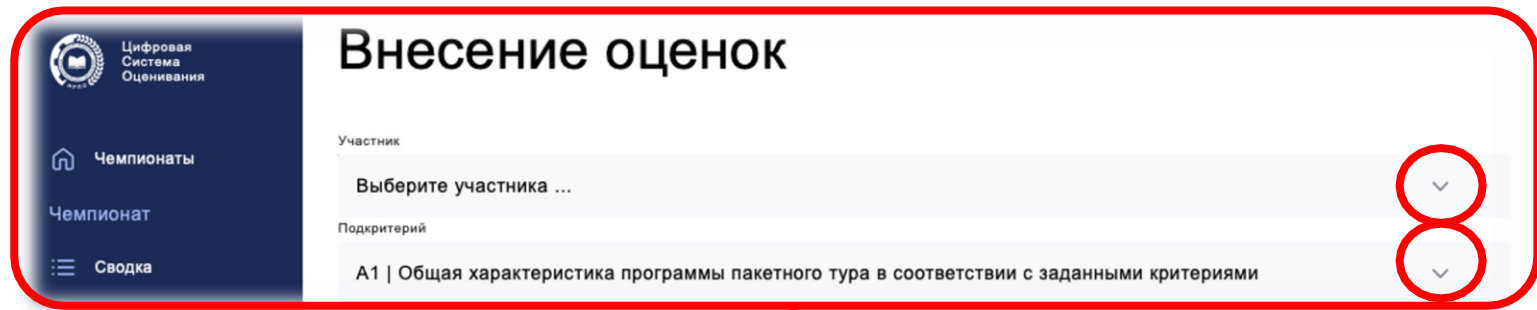 Цифровая
Система
Оценивания
Чемпионаты
Чемпионат
Сводка
Внесение оценок
Участник
Выберите участника ...
Подкритерий
А1 | Общая характеристика программы пакетного тура в соответствии с заданными критериями